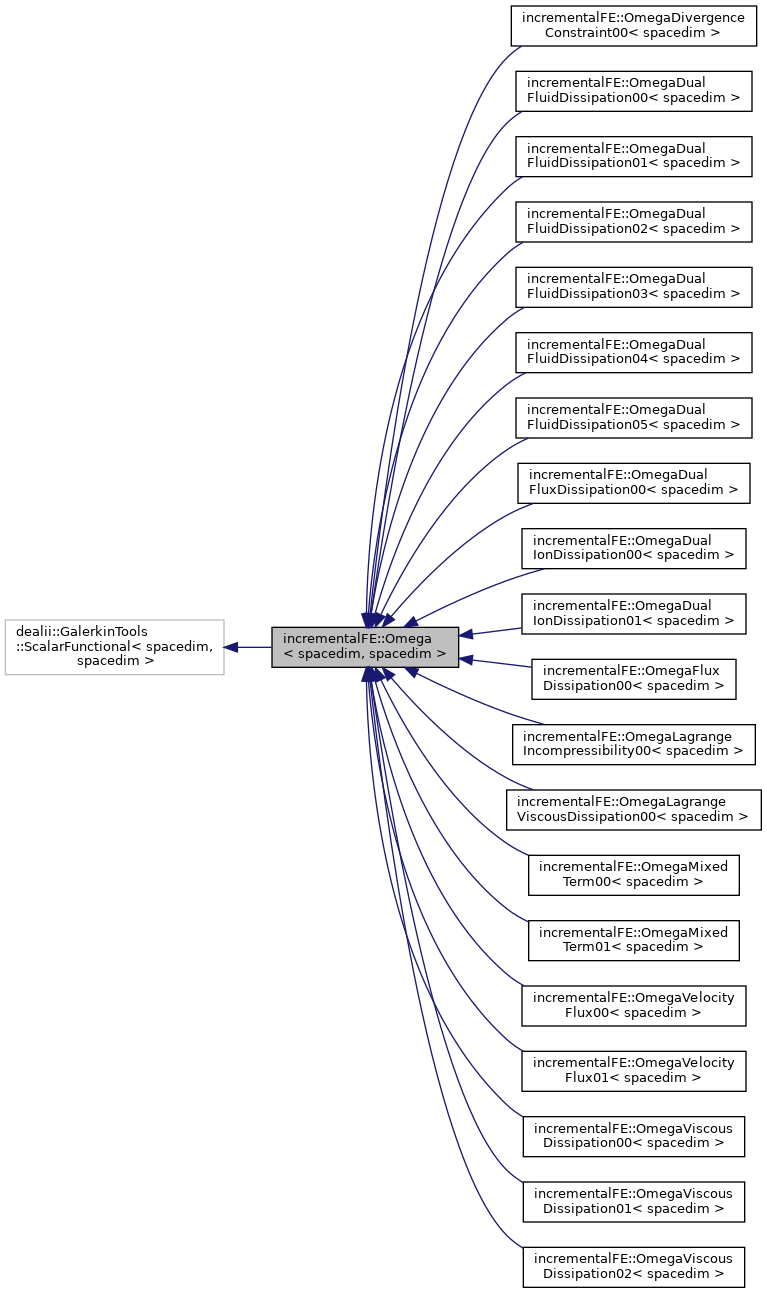 incrementalFE::OmegaDivergence
Constraint00< spacedim >
incrementalFE::OmegaDual
FluidDissipation00< spacedim >
incrementalFE::OmegaDual
FluidDissipation01< spacedim >
incrementalFE::OmegaDual
FluidDissipation02< spacedim >
incrementalFE::OmegaDual
FluidDissipation03< spacedim >
incrementalFE::OmegaDual
FluidDissipation04< spacedim >
incrementalFE::OmegaDual
FluidDissipation05< spacedim >
incrementalFE::OmegaDual
FluxDissipation00< spacedim >
incrementalFE::OmegaDual
IonDissipation00< spacedim >
incrementalFE::OmegaDual
IonDissipation01< spacedim >
dealii::GalerkinTools
::ScalarFunctional< spacedim,
spacedim >
incrementalFE::Omega
< spacedim, spacedim >
incrementalFE::OmegaFlux
Dissipation00< spacedim >
incrementalFE::OmegaLagrange
Incompressibility00< spacedim >
incrementalFE::OmegaLagrange
ViscousDissipation00< spacedim >
incrementalFE::OmegaMixed
Term00< spacedim >
incrementalFE::OmegaMixed
Term01< spacedim >
incrementalFE::OmegaVelocity
Flux00< spacedim >
incrementalFE::OmegaVelocity
Flux01< spacedim >
incrementalFE::OmegaViscous
Dissipation00< spacedim >
incrementalFE::OmegaViscous
Dissipation01< spacedim >
incrementalFE::OmegaViscous
Dissipation02< spacedim >